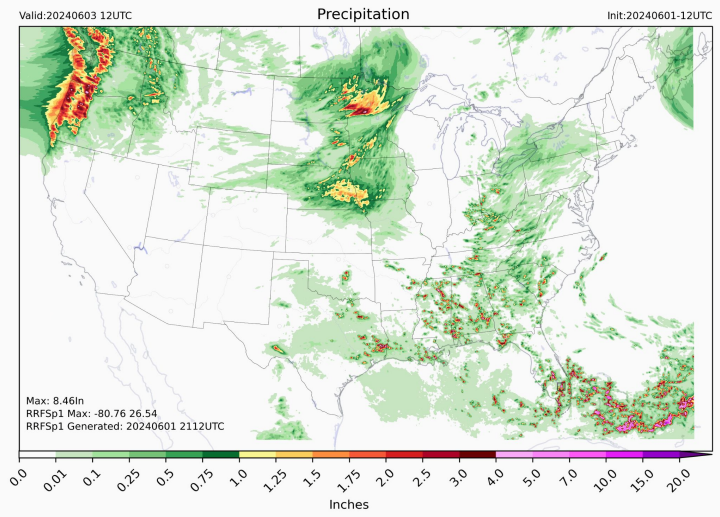 Valid:20240603 12UTC
Precipitation
Init:20240601-12UTC
Max: 8.46In
RRFSp1 Max: -80.76 26.54
RRFSp1 Generated: 20240601 2112UTC
0.0 0.01 0.1 0.25 0.5 0.75 1.0 1.25 1.5 1.75 2.0 2.5 3.0 4.0 5.0 7.0 10.0 15.0 20.0
Inches